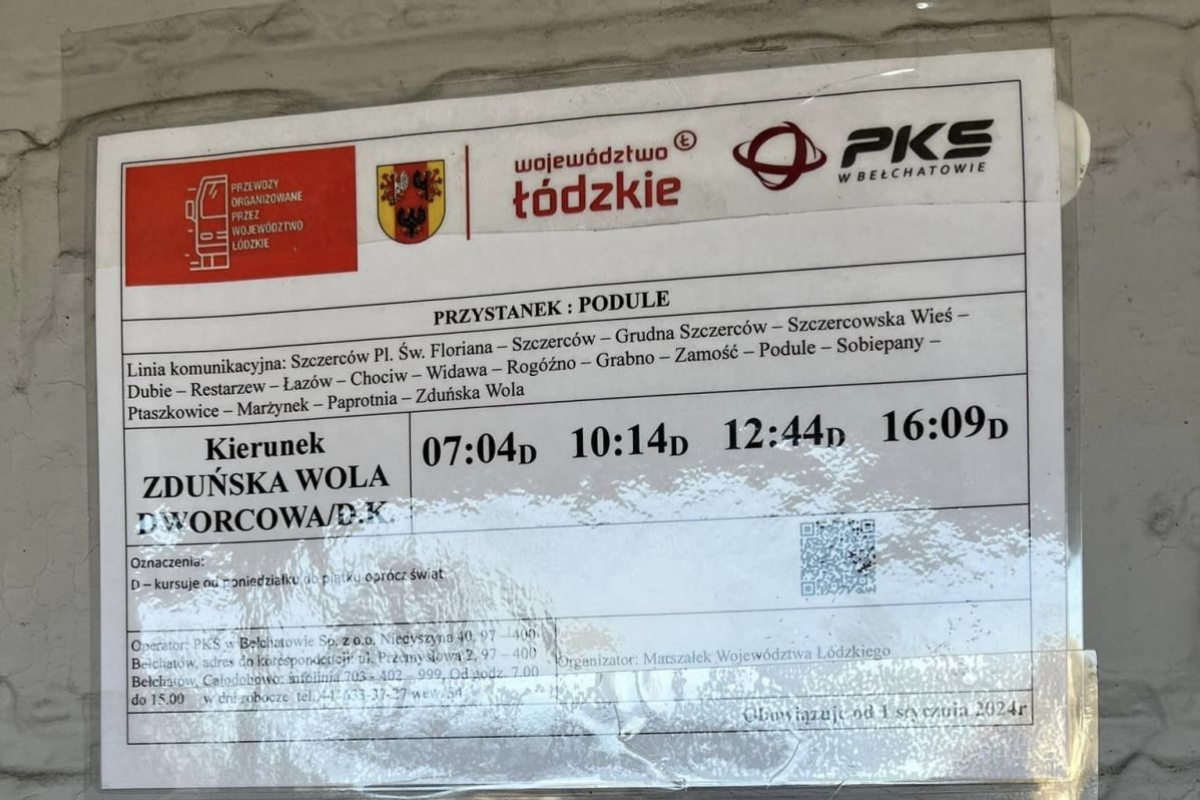 PRZEWOZY
ORGANIZOWANE
PRZEZ
WOJEWÓDZTWO
ŁÓDZKIE
województwo Ł
łódzkie
PKS
W BEŁCHATOWIE
PRZYSTANEK : PODULE
Linia komunikacyjna: Szczerców Pl. Św. Floriana – Szczerców – Grudna Szczerców – Szczercowska Wieś –
Dubie – Restarzew – Łazów – Chociw – Widawa – Rogóźno – Grabno – Zamość – Podule – Sobiepany –
Ptaszkowice – Marżynek – Paprotnia – Zduńska Wola
Kierunek
ZDUŃSKA WOLA
DWORCOWA/D.K.
07:04D 10:14D 12:44D 16:09D
Oznaczenia:
D – kursuje od poniedziałku do piątku oprócz świąt
Operator: PKS w Bełchatowie Sp. z o.o. 40, 97 – 400
Bełchatów, adres do korespondencji: ul. Przemysłowa 2, 97 – 400
Bełchatów, Całodobowo: infolinia 703 - 402 – 999, Od godz. 7.00
do 15.00 w dni robocze tel. wew.
Organizator: Marszałek Województwa Łódzkiego
Obowiązuje od 1 stycznia 2024r